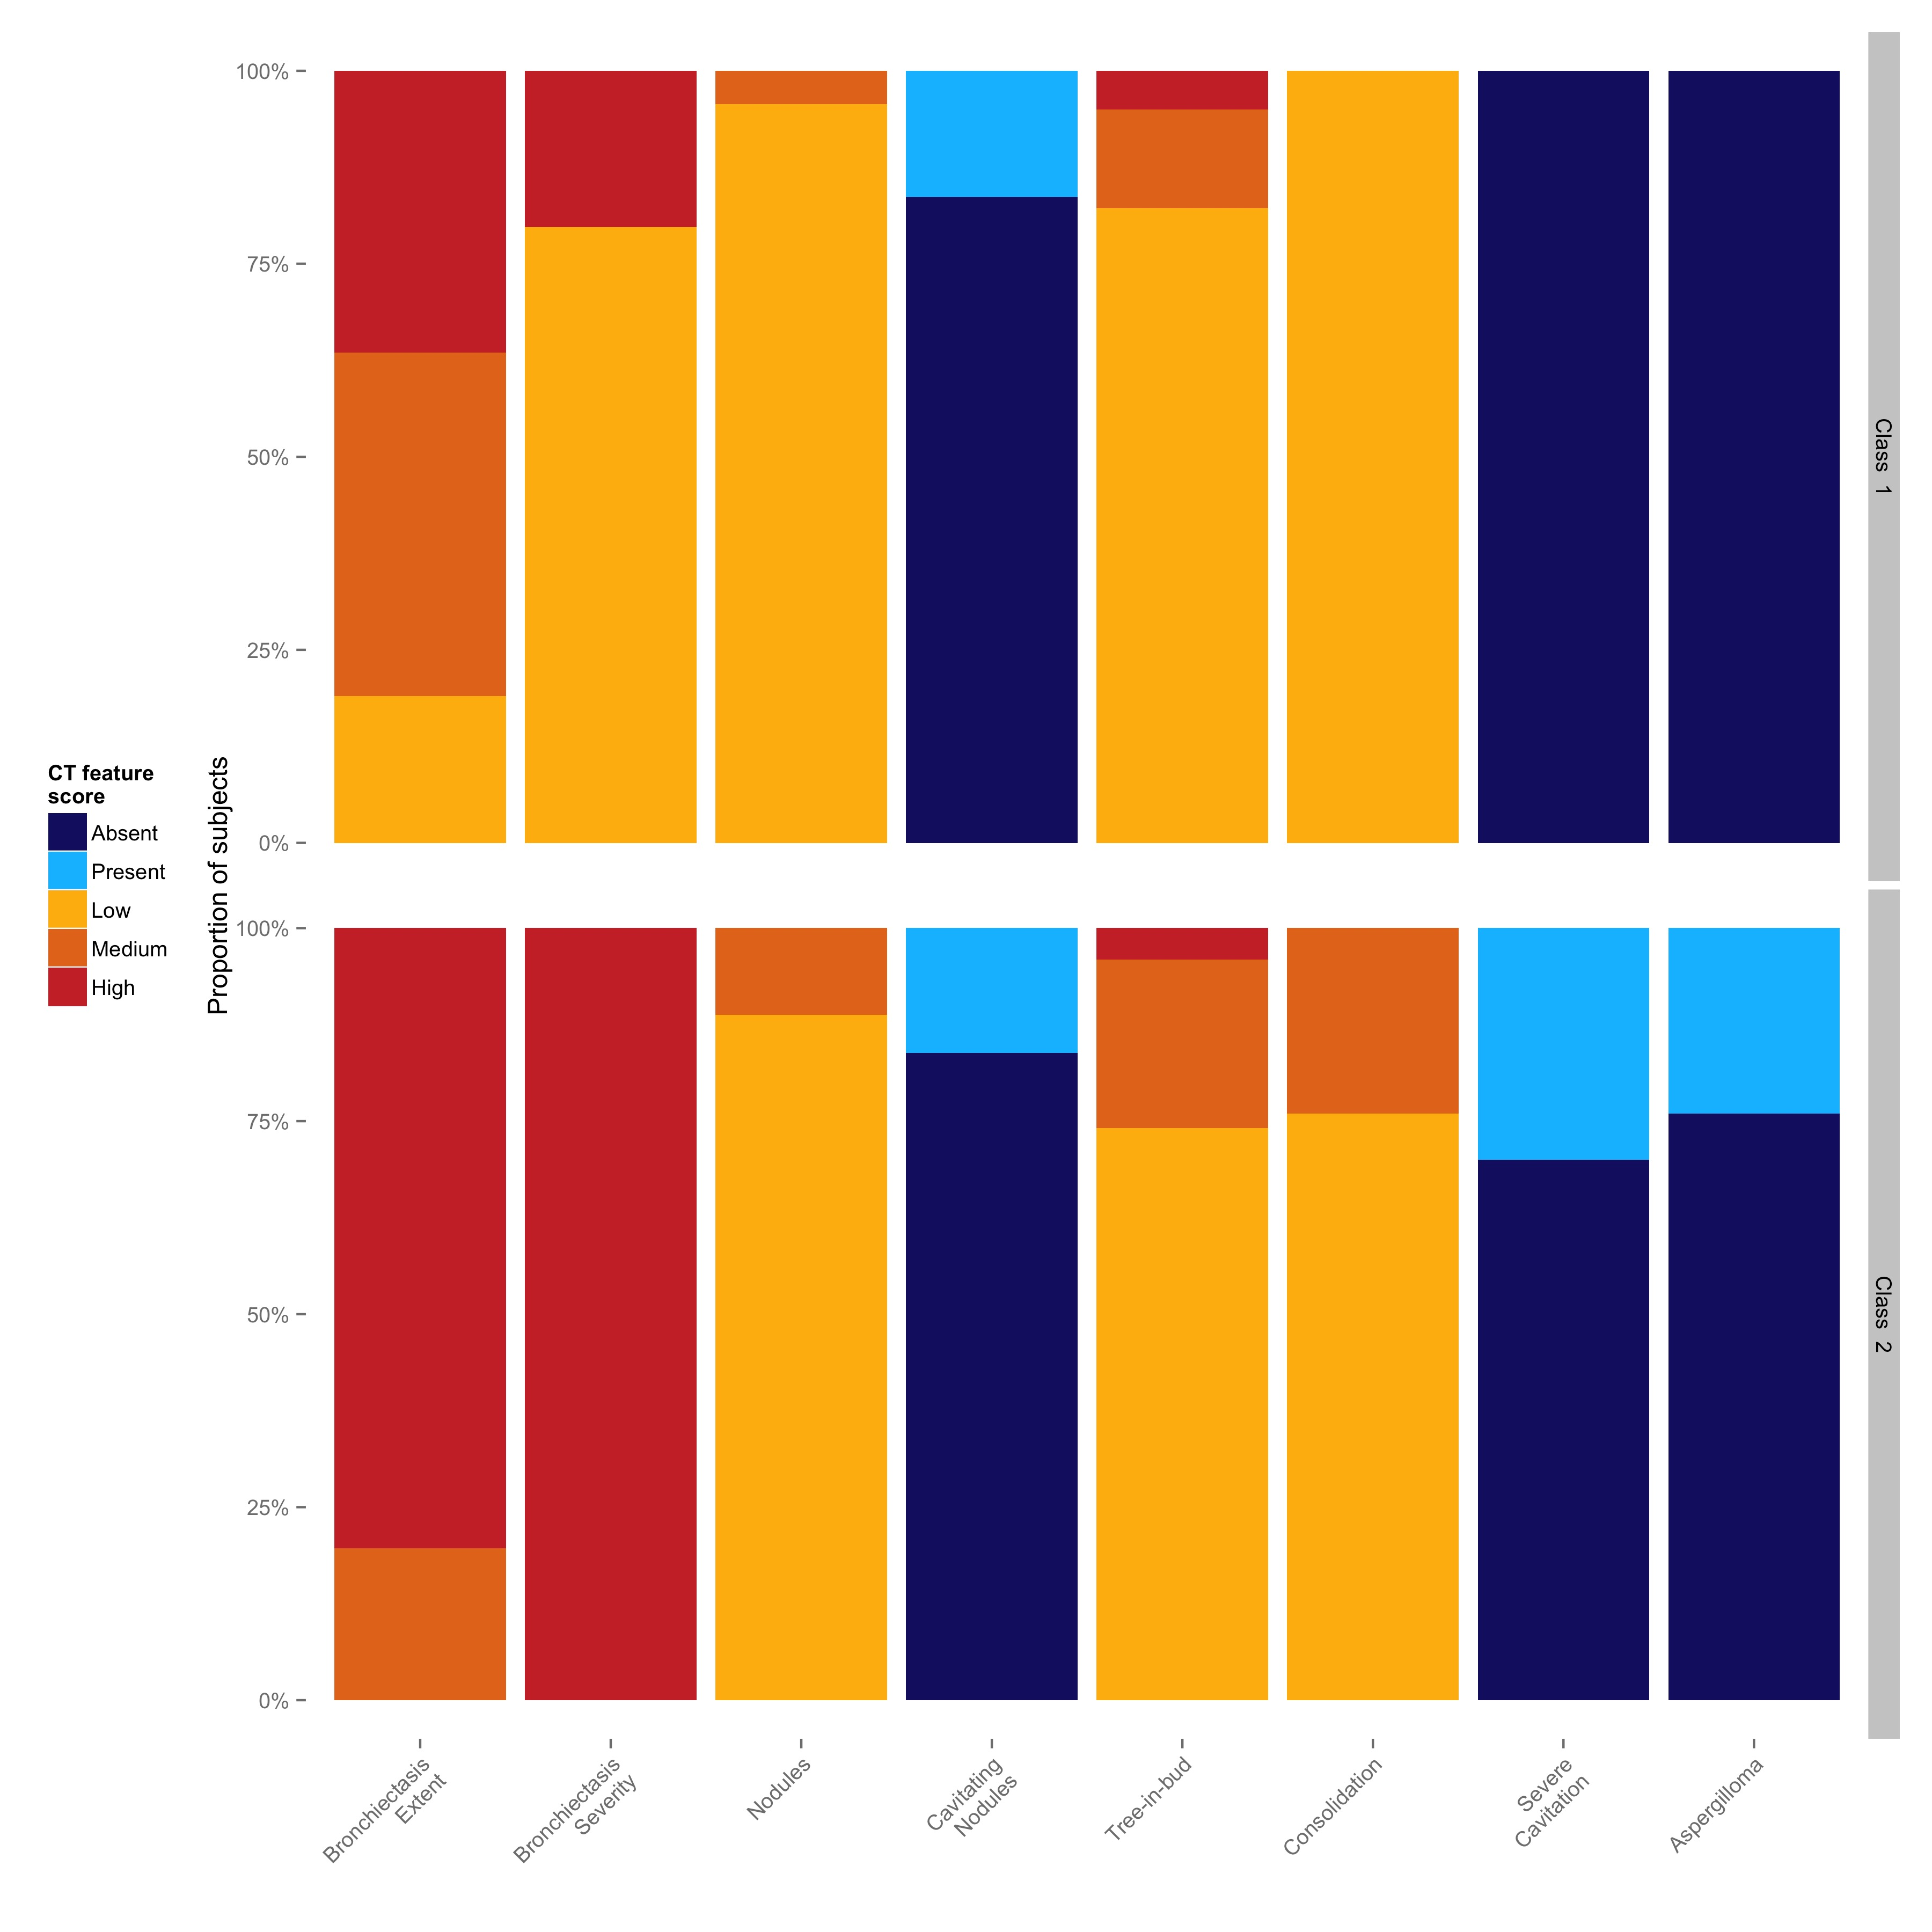 CT feature
score
Absent
Present
Low
Medium
High
Proportion of subjects
100%
75%
50%
25%
0%
Class 1
100%
75%
50%
25%
0%
Class 2
Bronchiectasis
Extent
Bronchiectasis
Severity
Nodules
Cavitating
Nodules
Tree-in-bud
Consolidation
Severe
Cavitation
Aspergilloma